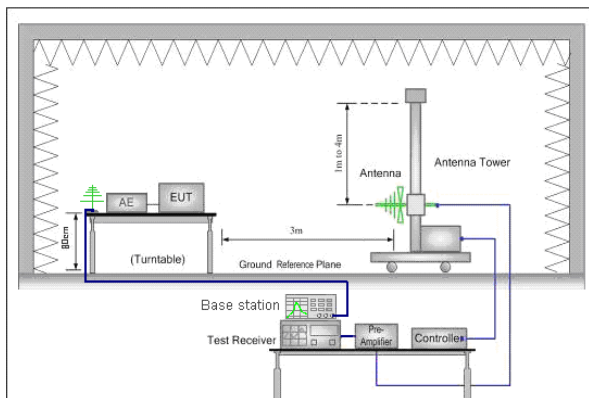 1m to 4m
Antenna
Antenna Tower
AE
EUT
80cm
3m
(Turntable)
Ground Reference Plane
Base station
Test Receiver
Pre-
Amplifier
Controller